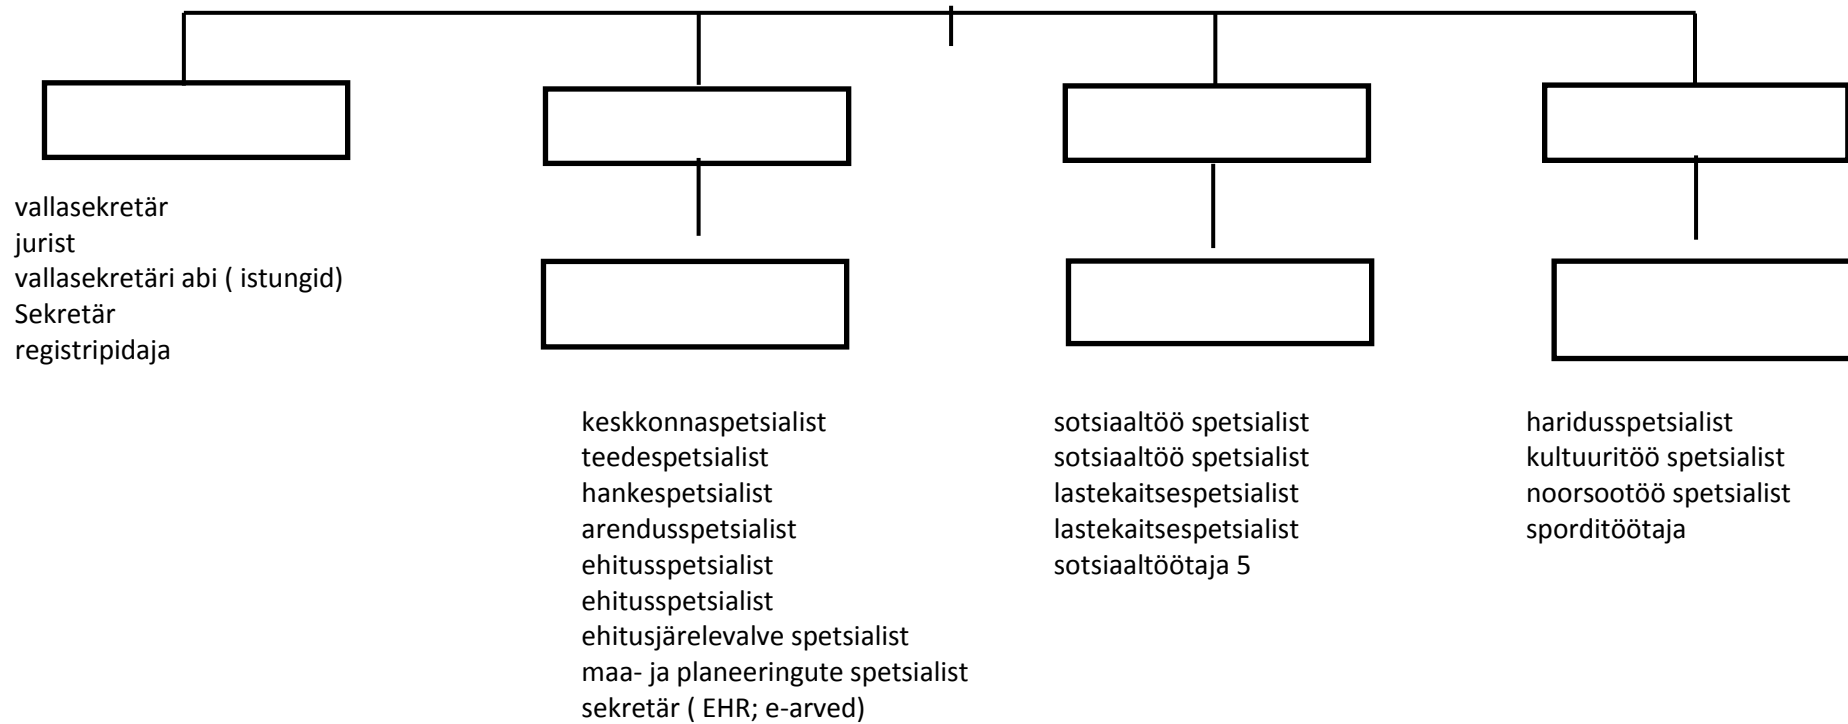 vallasekretär
jurist
vallasekretäri abi ( istungid)
Sekretär
registripidaja
keskkonnaspetsialist
teedespetsialist
hankespetsialist
arendusspetsialist
ehitusspetsialist
ehitusspetsialist
ehitusjärelevalve spetsialist
maa- ja planeeringute spetsialist
sekretär ( EHR; e-arved)
sotsiaaltöö spetsialist
sotsiaaltöö spetsialist
lastekaitsespetsialist
lastekaitsespetsialist
sotsiaaltöötaja 5
haridusspetsialist
kultuuritöö spetsialist
noorsootöö spetsialist
sporditöötaja